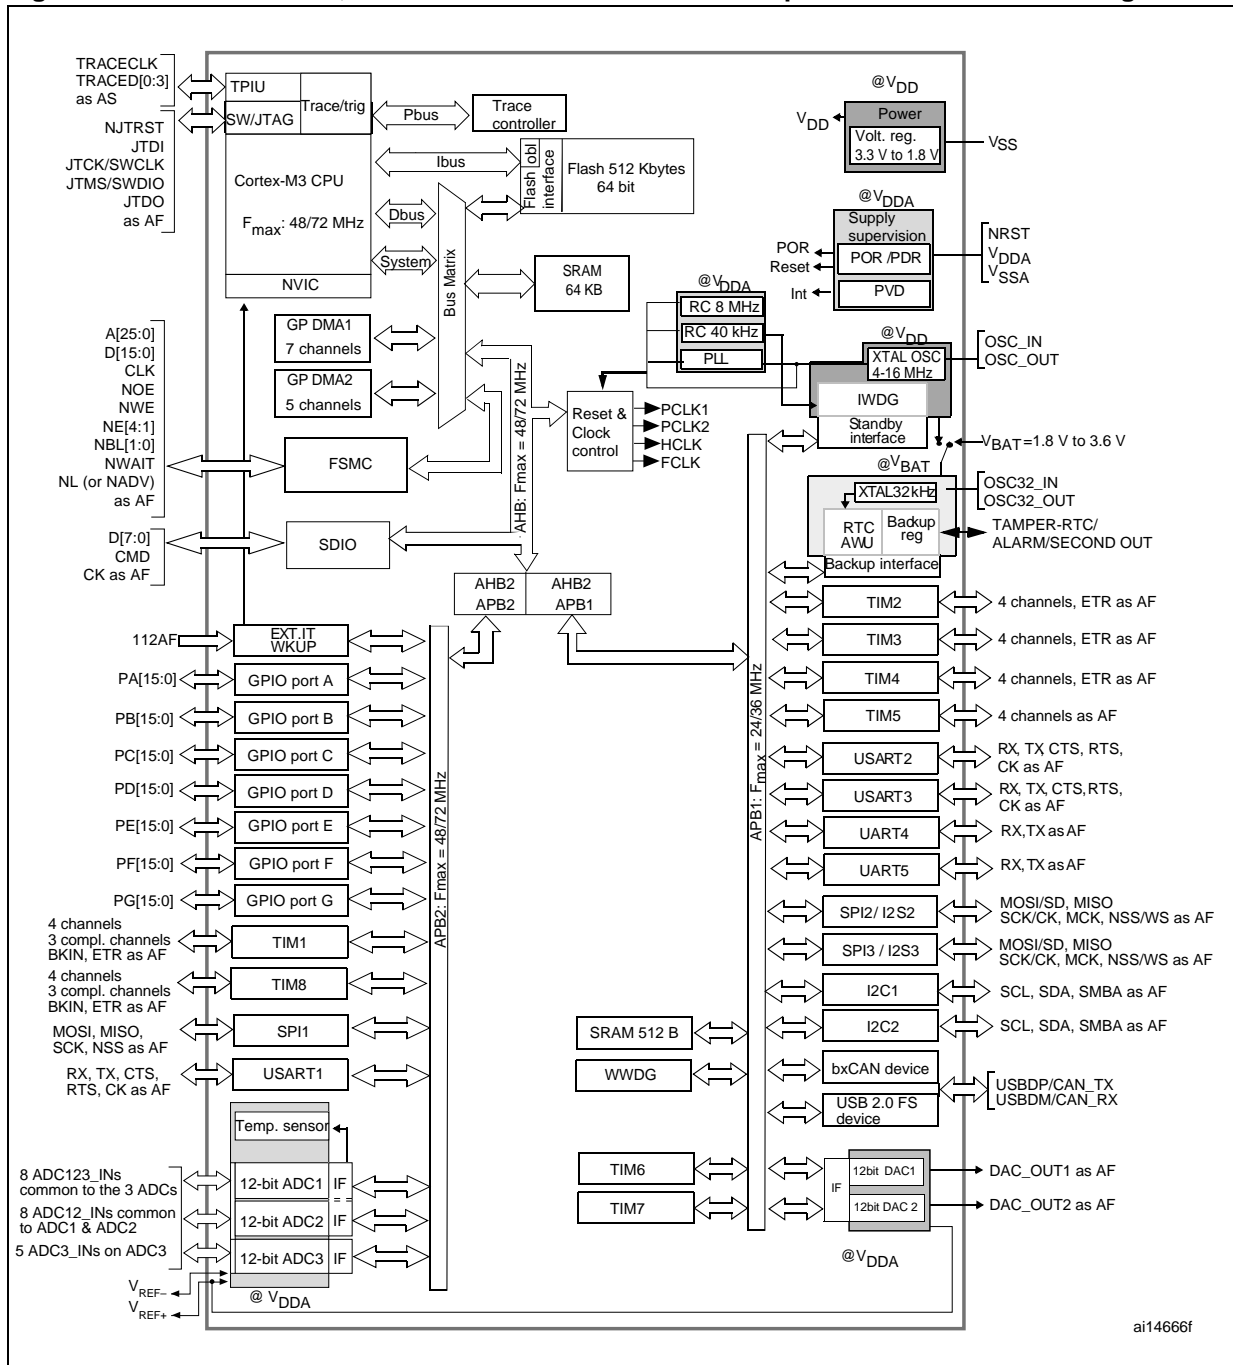 TRACECLK
TRACED[0:3]
as AS
NJTRST
JTDI
JTCK/SWCLK
JTMS/SWDIO
JTDO
as AF
TPIU
SW/JTAG
Trace/trig
Cortex-M3 CPU
Fmax: 48/72 MHz
NVIC
Pbus
Trace
controller
Ibus
Dbus
System
Bus Matrix
Flash obl
interface
Flash 512 Kbytes
64 bit
SRAM
64 KB
GP DMA1
7 channels
GP DMA2
5 channels
@VDD
VDD
Power
Volt. reg.
3.3 V to 1.8 V
VSS
@VDDA
Supply
supervision
POR
Reset
Int
POR /PDR
PVD
NRST
VDDA
VSSA
@VDDA
RC 8 MHz
RC 40 kHz
PLL
@VDD
XTAL OSC
4-16 MHz
OSC_IN
OSC_OUT
IWDG
Standby
interface
VBAT=1.8 V to 3.6 V
Reset &
Clock
control
PCLK1
PCLK2
HCLK
FCLK
@VBAT
XTAL32kHz
OSC32_IN
OSC32_OUT
RTC
AWU
Backup
reg
TAMPER-RTC/
ALARM/SECOND OUT
Backup interface
A[25:0]
D[15:0]
CLK
NOE
NWE
NE[4:1]
NBL[1:0]
NWAIT
NL (or NADV)
as AF
FSMC
D[7:0]
CMD
CK as AF
SDIO
AHB: Fmax = 48/72 MHz
AHB2
APB2
AHB2
APB1
112AF
EXT.IT
WKUP
PA[15:0]
GPIO port A
PB[15:0]
GPIO port B
PC[15:0]
GPIO port C
PD[15:0]
GPIO port D
PE[15:0]
GPIO port E
PF[15:0]
GPIO port F
PG[15:0]
GPIO port G
4 channels
3 compl. channels
BKIN, ETR as AF
TIM1
4 channels
3 compl. channels
BKIN, ETR as AF
TIM8
MOSI, MISO,
SCK, NSS as AF
SPI1
RX, TX, CTS,
RTS, CK as AF
USART1
APB2: Fmax = 48/72 MHz
Temp. sensor
8 ADC123_INs
common to the 3 ADCs
12-bit ADC1 IF
8 ADC12_INs common
to ADC1 & ADC2
12-bit ADC2 IF
5 ADC3_INs on ADC3
12-bit ADC3 IF
VREF–
VREF+
@ VDDA
APB1: Fmax = 24/36 MHz
TIM2
4 channels, ETR as AF
TIM3
4 channels, ETR as AF
TIM4
4 channels, ETR as AF
TIM5
4 channels as AF
USART2
RX, TX CTS, RTS,
CK as AF
USART3
RX, TX, CTS, RTS,
CK as AF
UART4
RX,TX as AF
UART5
RX,TX as AF
SPI2/ I2S2
MOSI/SD, MISO
SCK/CK, MCK, NSS/WS as AF
SPI3 / I2S3
MOSI/SD, MISO
SCK/CK, MCK, NSS/WS as AF
I2C1
SCL, SDA, SMBA as AF
I2C2
SCL, SDA, SMBA as AF
SRAM 512 B
WWDG
bxCAN device
USB 2.0 FS
device
USBDP/CAN_TX
USBDM/CAN_RX
TIM6
TIM7
IF
12bit DAC1
DAC_OUT1 as AF
12bit DAC 2
DAC_OUT2 as AF
@VDDA
ai14666f